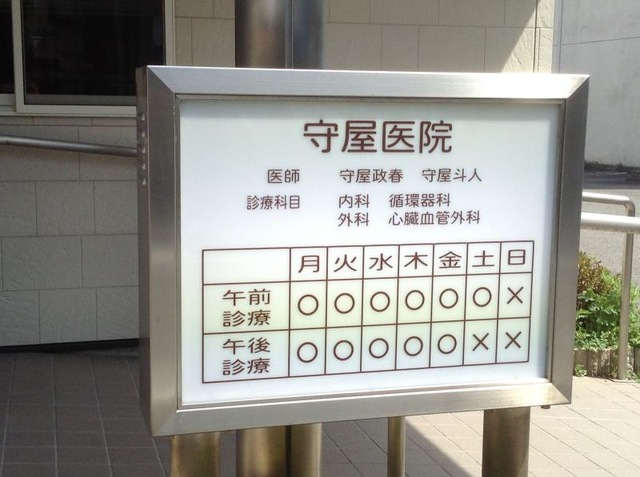 守屋医院
医師 守屋政春 守屋斗人
診療科目 内科 循環器科
外科 心臓血管外科
月 火 水 木 金 土 日
午前診療 ○ ○ ○ ○ ○ ○ ×
午後診療 ○ ○ ○ ○ ○ × ×